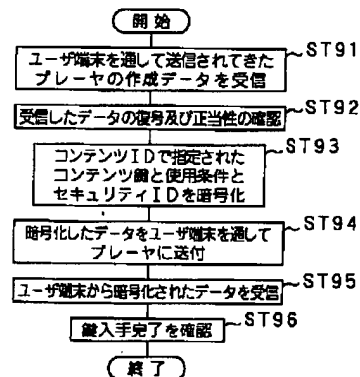 開始
ユーザ端末を通して送信されてきた
プレーヤの作成データを受信
ST91
受信したデータの復号及び正当性の確認
ST92
コンテンツIDで指定された
コンテンツ鍵と使用条件と
セキュリティIDを暗号化
ST93
暗号化したデータをユーザ端末を通して
プレーヤに送付
ST94
ユーザ端末から暗号化されたデータを受信
ST95
鍵入手完了を確認
ST96
終了